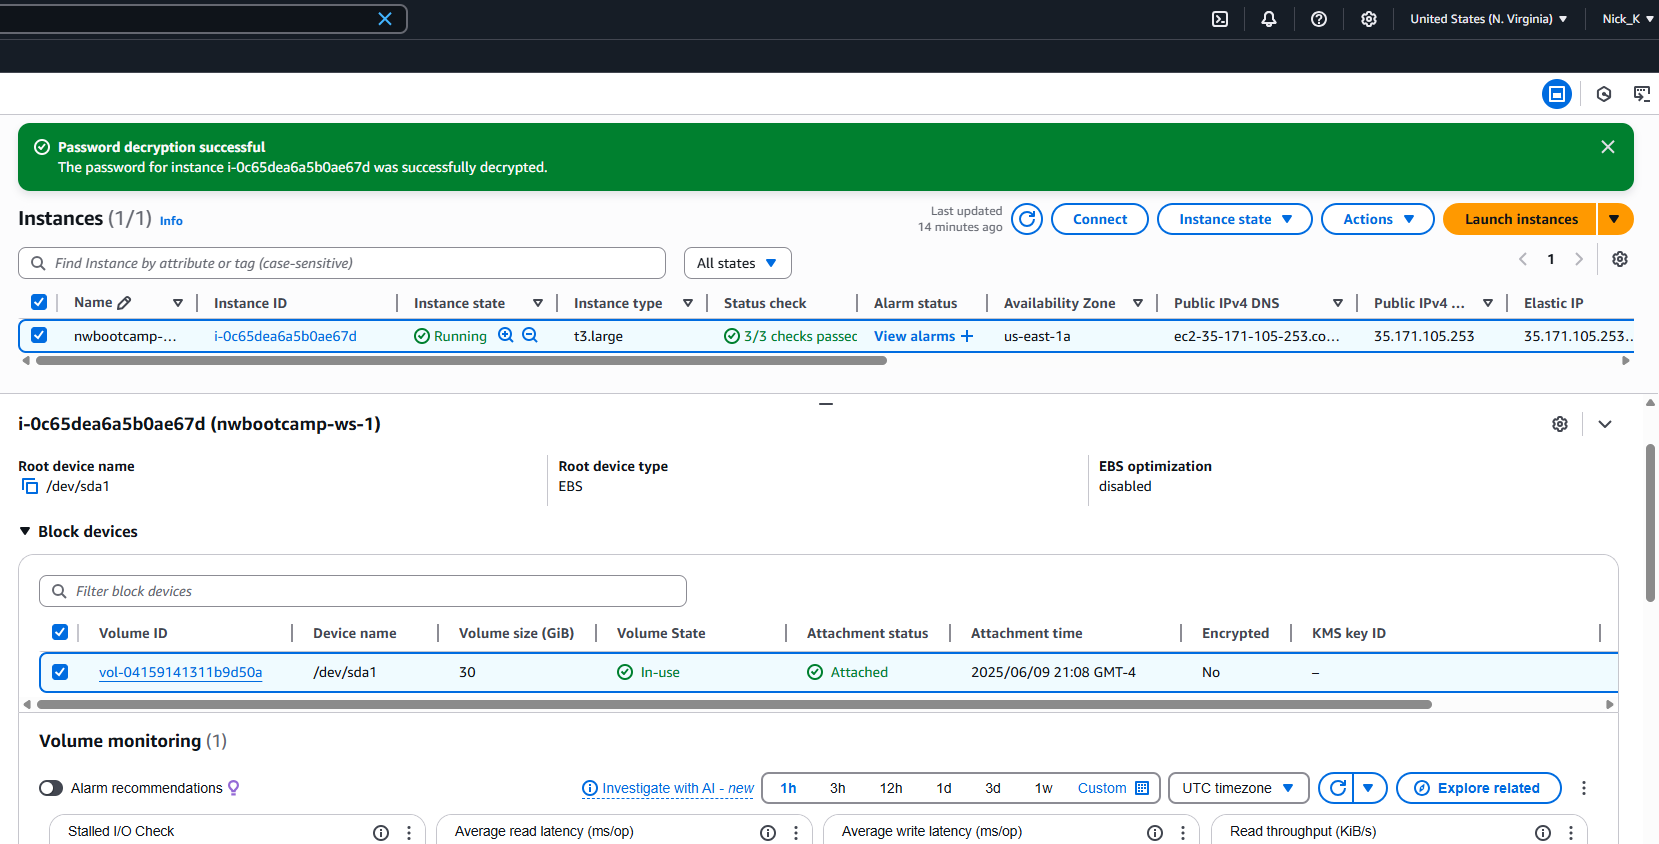 United States (N. Virginia) Nick_K
Password decryption successful
The password for instance i-0c65dea6a5b0ae67d was successfully decrypted.
Instances (1/1) Info
Last updated
14 minutes ago
Connect Instance state Actions Launch instances
Find Instance by attribute or tag (case-sensitive) All states 1
Name Instance ID Instance state Instance type Status check Alarm status Availability Zone Public IPv4 DNS Public IPv4 ... Elastic IP
nwbootcamp-... i-0c65dea6a5b0ae67d Running t3.large 3/3 checks passec View alarms + us-east-1a ec2-35-171-105-253.co... 35.171.105.253 35.171.105.253...
i-0c65dea6a5b0ae67d (nwbootcamp-ws-1)
Root device name Root device type EBS optimization
/dev/sda1 EBS disabled
Block devices
Filter block devices
Volume ID Device name Volume size (GiB) Volume State Attachment status Attachment time Encrypted KMS key ID
vol-04159141311b9d50a /dev/sda1 30 In-use Attached 2025/06/09 21:08 GMT-4 No –
Volume monitoring (1)
Alarm recommendations Investigate with AI - new 1h 3h 12h 1d 3d 1w Custom UTC timezone Explore related
Stalled I/O Check Average read latency (ms/op) Average write latency (ms/op) Read throughput (KiB/s)